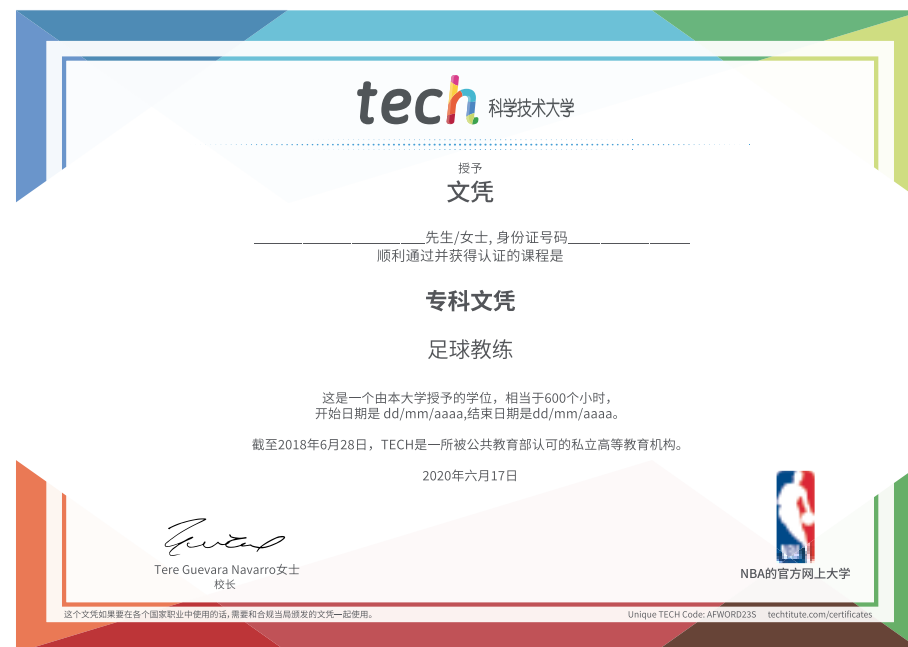 tech 科学技术大学
授予
文凭
______________________先生/女士, 身份证号码_______________
顺利通过并获得认证的课程是
专科文凭
足球教练
这是一个由本大学授予的学位，相当于600个小时，
开始日期是 dd/mm/aaaa,结束日期是dd/mm/aaaa。
截至2018年6月28日，TECH是一所被公共教育部认可的私立高等教育机构。
2020年六月17日
Tere Guevara Navarro女士
校长
NBA
NBA的官方网上大学
这个文凭如果要在各个国家职业中使用的话,需要和合规当局颁发的文凭一起使用。
Unique TECH Code: AFWORD23S techtitute.com/certificates